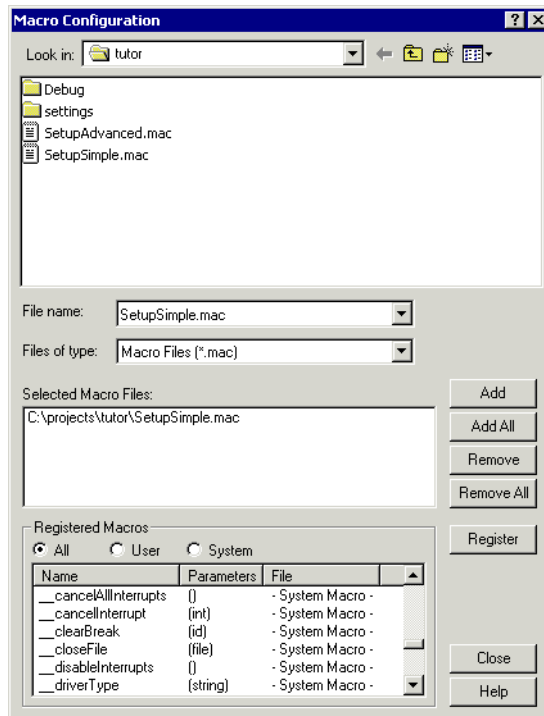 Macro Configuration
Look in: tutor
Debug
settings
SetupAdvanced.mac
SetupSimple.mac
File name: SetupSimple.mac
Files of type: Macro Files (*.mac)
Selected Macro Files:
C:\projects\tutor\SetupSimple.mac
Add
Add All
Remove
Remove All
Registered Macros
All User System
Register
Name Parameters File
__cancelAllInterrupts () - System Macro -
__cancelInterrupt (int) - System Macro -
__clearBreak (id) - System Macro -
__closeFile (file) - System Macro -
__disableInterrupts () - System Macro -
__driverType (string) - System Macro -
Close
Help